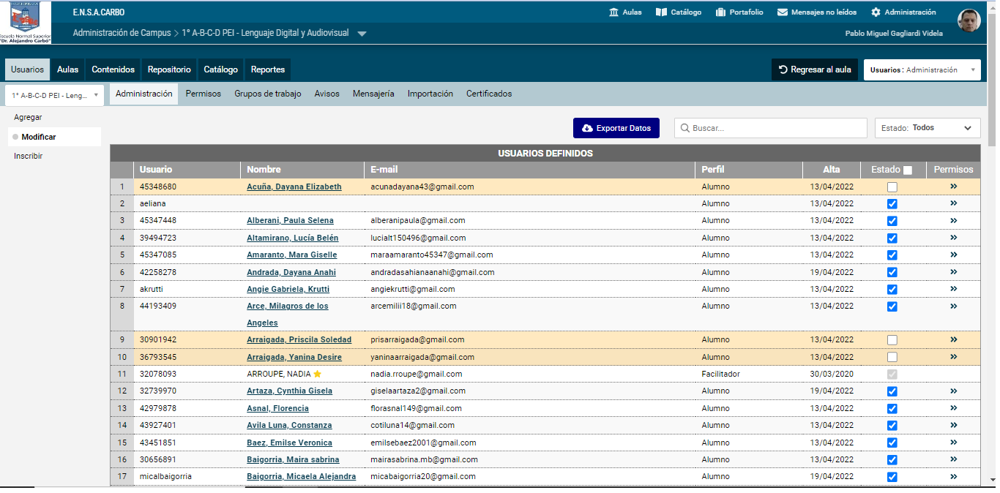 E.N.S.A.CARBO
Aulas Catálogo Portafolio Mensajes no leídos Administración
Escuela Normal Superior
"Dr. Alejandro Carbó"
Administración de Campus > 1° A-B-C-D PEI - Lenguaje Digital y Audiovisual
Pablo Miguel Gagliardi Videla
Usuarios Aulas Contenidos Repositorio Catálogo Reportes
Regresar al aula
Usuarios: Administración
1° A-B-C-D PEI - Leng...
Administración Permisos Grupos de trabajo Avisos Mensajería Importación Certificados
Agregar
Modificar
Inscribir
Exportar Datos
Buscar...
Estado: Todos
USUARIOS DEFINIDOS
Usuario Nombre E-mail Perfil Alta Estado Permisos
1 45348680 Acuña, Dayana Elizabeth acunadayana43@gmail.com Alumno 13/04/2022 »
2 aeliana Alumno 13/04/2022 »
3 45347448 Alberani, Paula Selena alberanipaula@gmail.com Alumno 13/04/2022 »
4 39494723 Altamirano, Lucía Belén lucialt150496@gmail.com Alumno 13/04/2022 »
5 45347085 Amaranto, Mara Giselle maraamaranto45347@gmail.com Alumno 13/04/2022 »
6 42258278 Andrada, Dayana Anahi andradasahianaanahi@gmail.com Alumno 19/04/2022 »
7 akrutti Angie Gabriela, Krutti angiekrutti@gmail.com Alumno 13/04/2022 »
8 44193409 Arce, Milagros de los arcemilii18@gmail.com Alumno 13/04/2022 »
Angeles
9 30901942 Arraigada, Priscila Soledad prisarraigada@gmail.com Alumno 13/04/2022 »
10 36793545 Arraigada, Yanina Desire yaninaarraigada@gmail.com Alumno 13/04/2022 »
11 32078093 ARROUPE, NADIA nadia.rroupe@gmail.com Facilitador 30/03/2020
12 32739970 Artaza, Cynthia Gisela giselaartaza2@gmail.com Alumno 19/04/2022 »
13 42979878 Asnal, Florencia florasnal149@gmail.com Alumno 13/04/2022 »
14 43927401 Avila Luna, Constanza cotiluna14@gmail.com Alumno 13/04/2022 »
15 43451851 Baez, Emilse Veronica emilsebaez2001@gmail.com Alumno 13/04/2022 »
16 30656891 Baigorria, Maira sabrina mairasabrina.mb@gmail.com Alumno 13/04/2022 »
17 micalbaigorria Baigorria, Micaela Alejandra micabaigorria20@gmail.com Alumno 19/04/2022 »